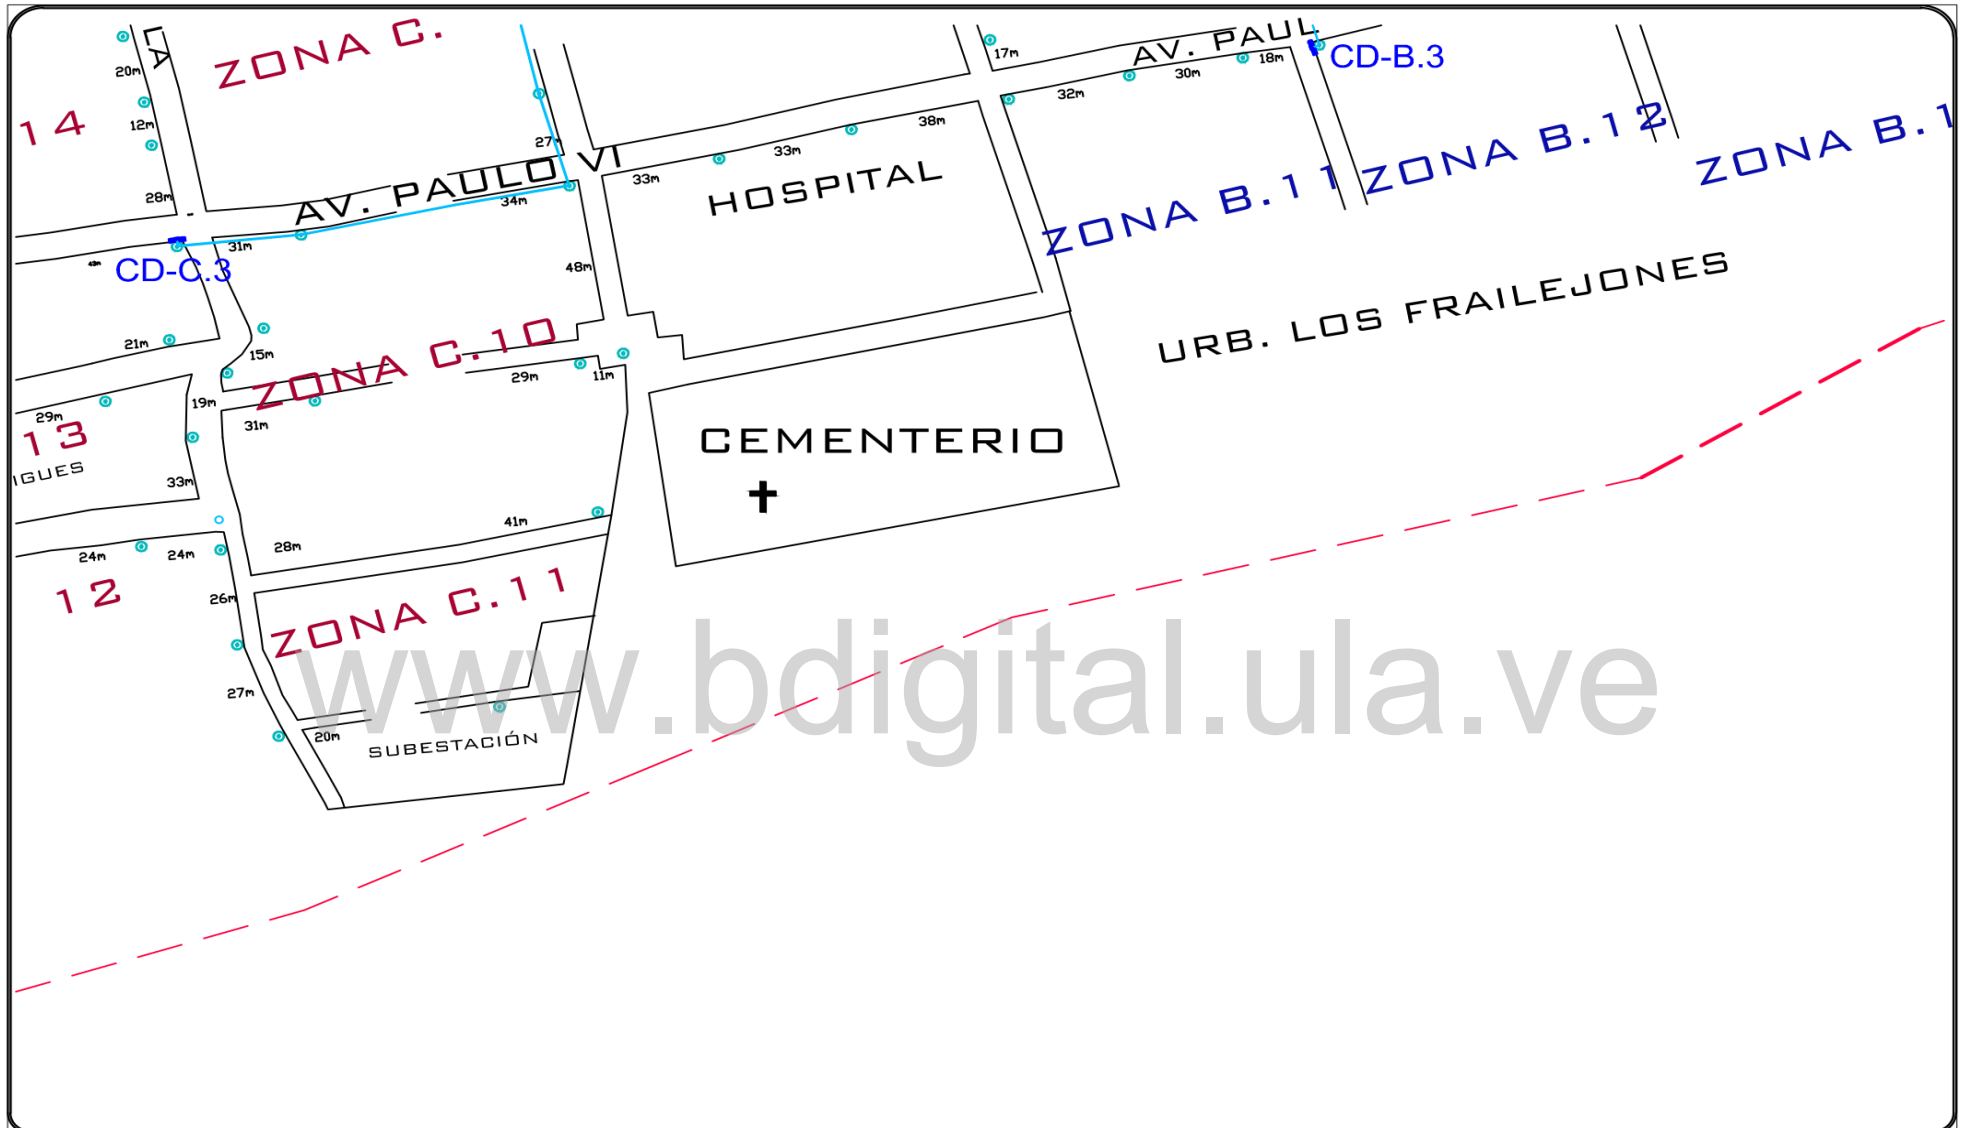 LA
ZONA C.
AV. PAUL
17m
CD-B.3
20m
18m
30m
32m
14
12m
27m
38m
33m
ZONA B.12
ZONA B.1
AV. PAULO VI
33m
HOSPITAL
28m
34m
ZONA B.11
31m
CD-C.3
48m
URB. LOS FRAILEJONES
21m
15m
ZONA C.10
29m
11m
19m
29m
31m
13
IGUES
CEMENTERIO
33m
41m
24m
24m
28m
12
26m
ZONA C.11
www.bdigital.ula.ve
27m
20m
SUBESTACIÓN